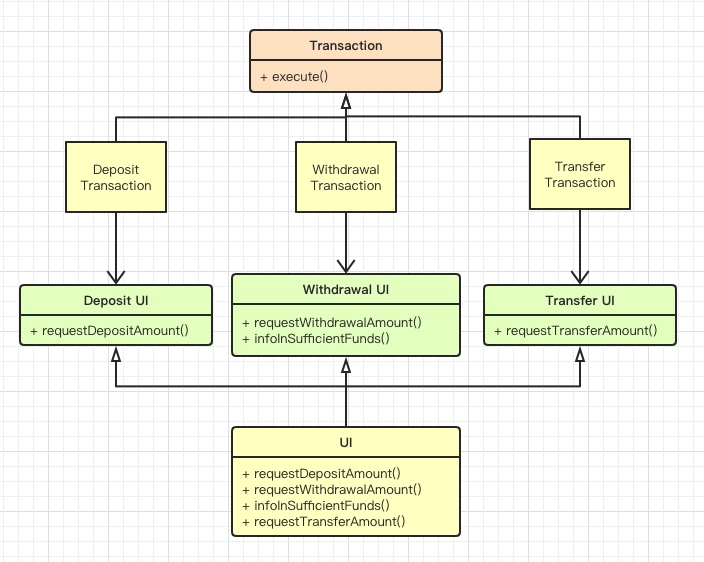 Transaction
+ execute()
Deposit
Transaction
Withdrawal
Transaction
Transfer
Transaction
Deposit UI
+ requestDepositAmount()
Withdrawal UI
+ requestWithdrawalAmount()
+ infoInSufficientFunds()
Transfer UI
+ requestTransferAmount()
UI
+ requestDepositAmount()
+ requestWithdrawalAmount()
+ infoInSufficientFunds()
+ requestTransferAmount()